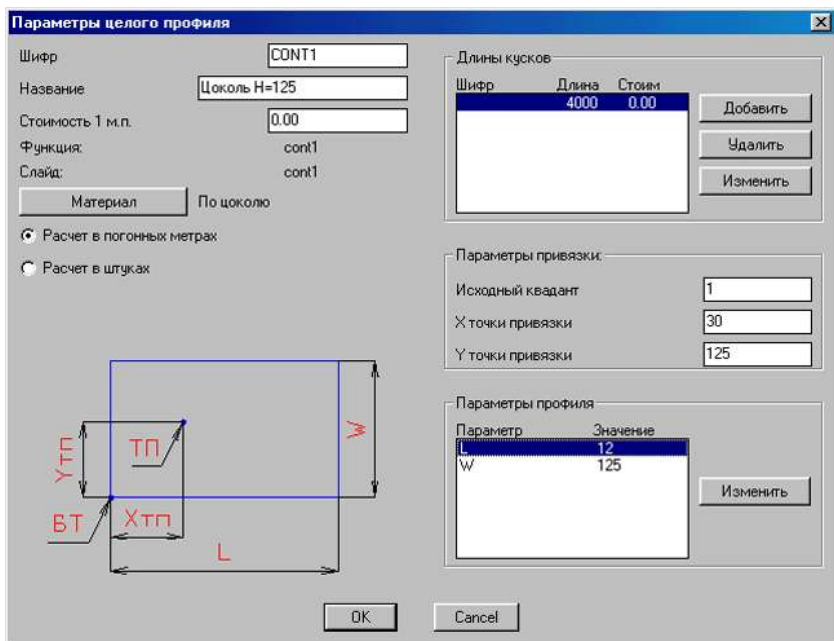 Параметры целого профиля
Шифр CONT1
Название Цоколь H=125
Стоимость 1 м.п. 0.00
Функция: cont1
Слайд: cont1
Материал По цоколю
Расчет в погонных метрах
Расчет в штуках
Длины кусков
Шифр Длина Стоим
4000 0.00
Добавить
Удалить
Изменить
Параметры привязки:
Исходный квадант 1
X точки привязки 30
Y точки привязки 125
Параметры профиля
Параметр Значение
L 12
W 125
Изменить
W
Yтп
ТП
БТ
Xтп
L
OK Cancel